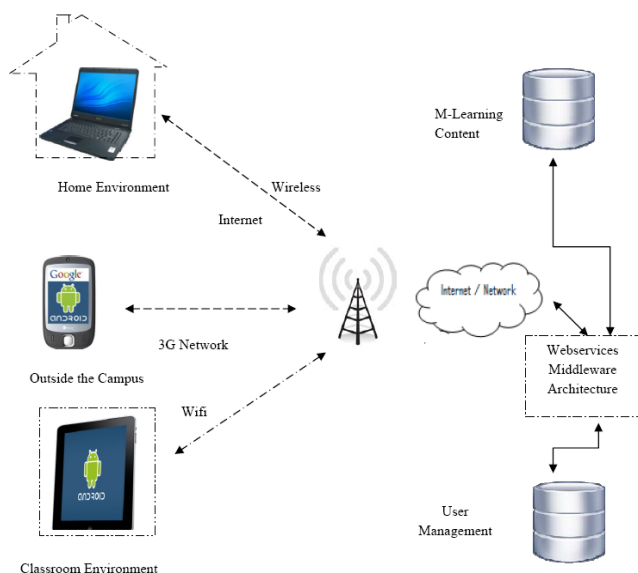 Home Environment
Wireless
Internet
Google
ANDROID
3G Network
Outside the Campus
Wifi
ANDROID
Classroom Environment
M-Learning
Content
Internet / Network
Webservices
Middleware
Architecture
User
Management